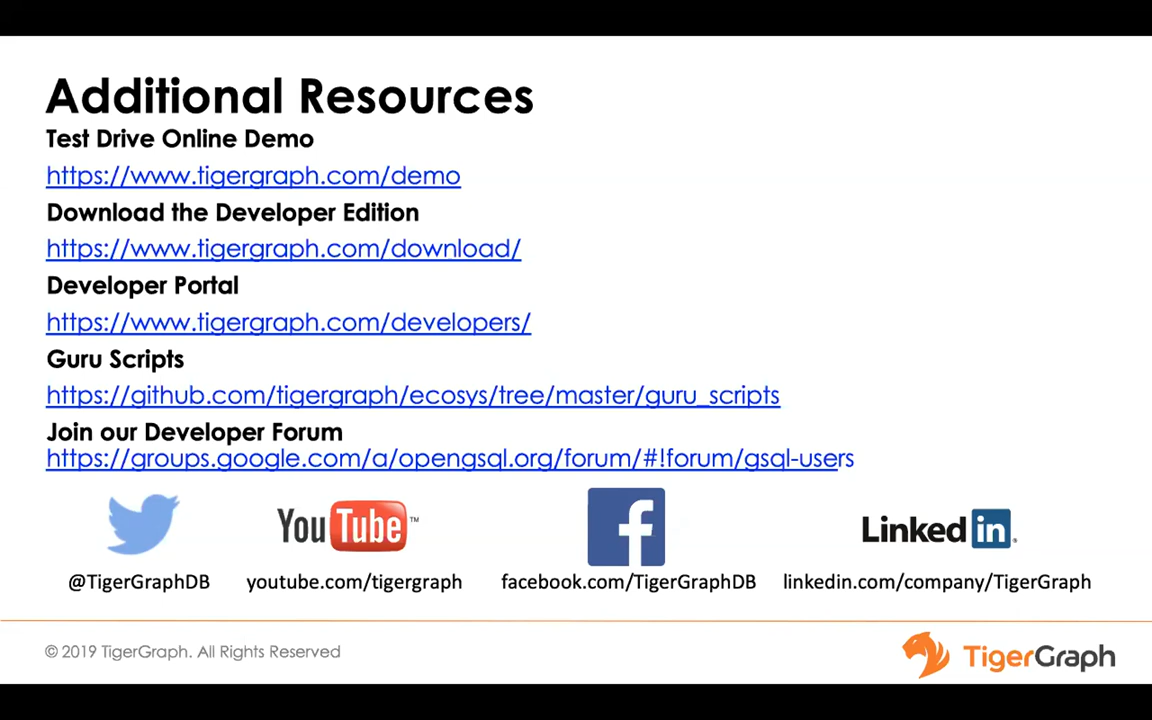 Additional Resources
Test Drive Online Demo
https://www.tigergraph.com/demo
Download the Developer Edition
https://www.tigergraph.com/download/
Developer Portal
https://www.tigergraph.com/developers/
Guru Scripts
https://github.com/tigergraph/ecosys/tree/master/guru_scripts
Join our Developer Forum
https://groups.google.com/a/opengsql.org/forum/#!forum/gsql-users
YouTube™
f
Linkedin®
@TigerGraphDB
youtube.com/tigergraph
facebook.com/TigerGraphDB
linkedin.com/company/TigerGraph
© 2019 TigerGraph. All Rights Reserved
TigerGraph